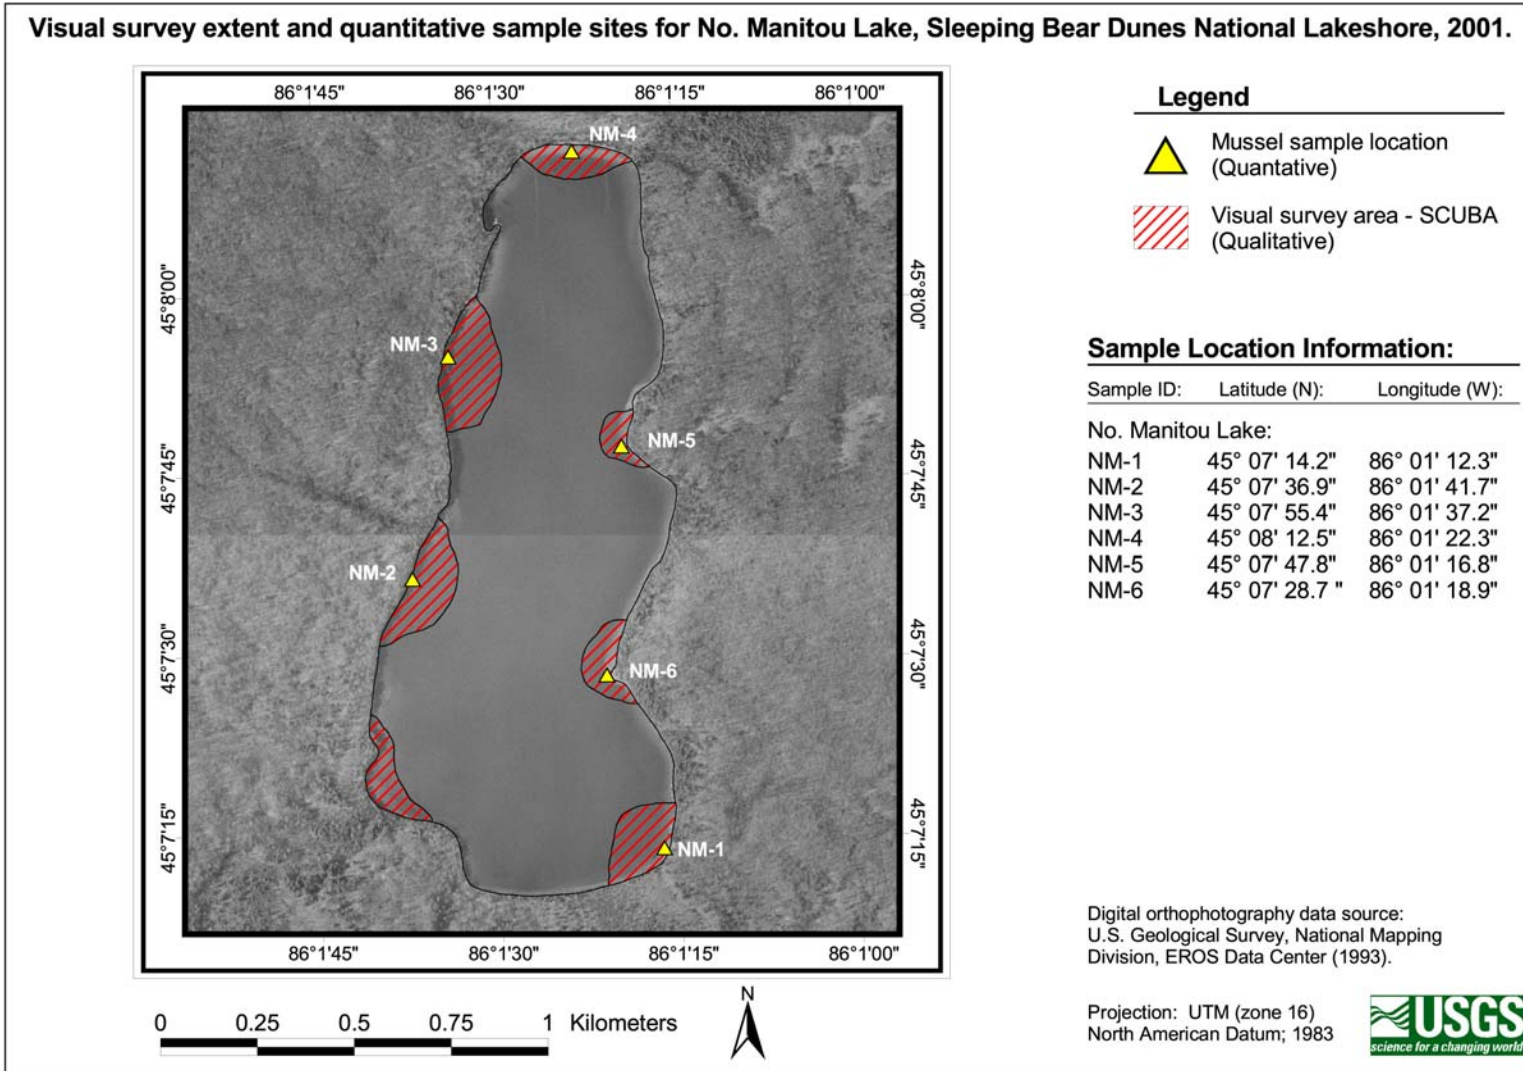 Visual survey extent and quantitative sample sites for No. Manitou Lake, Sleeping Bear Dunes National Lakeshore, 2001.
86°1'45" 86°1'30" 86°1'15" 86°1'00"
NM-4
45°8'00" 45°8'00"
NM-3
NM-5
45°7'45" 45°7'45"
NM-2
45°7'30" 45°7'30"
NM-6
45°7'15" 45°7'15"
NM-1
86°1'45" 86°1'30" 86°1'15" 86°1'00"
0 0.25 0.5 0.75 1 Kilometers
N
Legend
Mussel sample location
(Quantative)
Visual survey area - SCUBA
(Qualitative)
Sample Location Information:
Sample ID: Latitude (N): Longitude (W):
No. Manitou Lake:
NM-1 45° 07' 14.2" 86° 01' 12.3"
NM-2 45° 07' 36.9" 86° 01' 41.7"
NM-3 45° 07' 55.4" 86° 01' 37.2"
NM-4 45° 08' 12.5" 86° 01' 22.3"
NM-5 45° 07' 47.8" 86° 01' 16.8"
NM-6 45° 07' 28.7 " 86° 01' 18.9"
Digital orthophotography data source:
U.S. Geological Survey, National Mapping
Division, EROS Data Center (1993).
Projection: UTM (zone 16)
North American Datum; 1983
USGS
science for a changing world